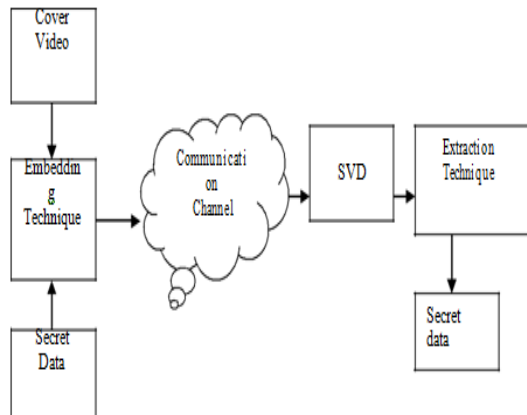 Cover
Video
Embeddin
g
Technique
Secret
Data
Communicati
on
Channel
SVD
Extraction
Technique
Secret
data